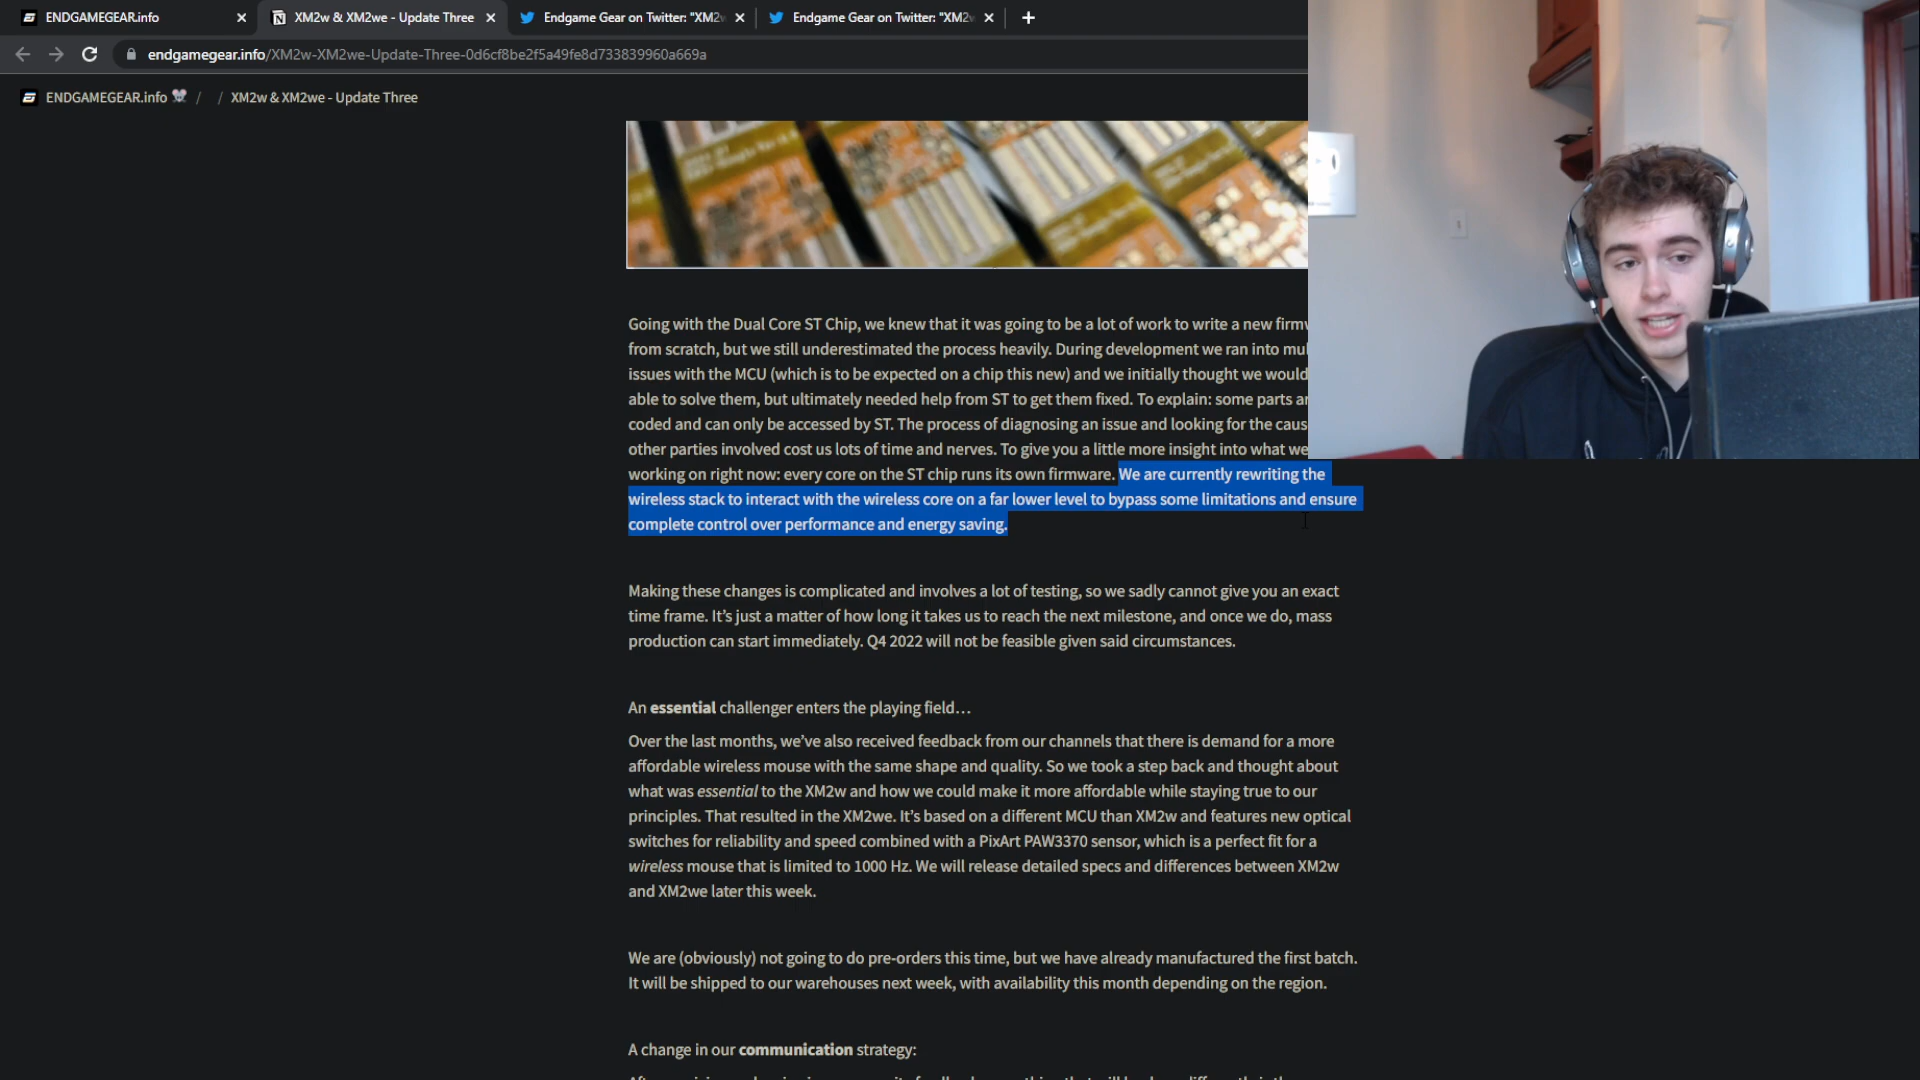 ENDGAMEGEAR.info
XM2w & XM2we - Update Three
Endgame Gear on Twitter: "XM2
Endgame Gear on Twitter: "XM2
endgamegear.info/XM2w-XM2we-Update-Three-0d6cf8be2f5a49fe8d733839960a669a
ENDGAMEGEAR.info / / XM2w & XM2we - Update Three
Going with the Dual Core ST Chip, we knew that it was going to be a lot of work to write a new firm
from scratch, but we still underestimated the process heavily. During development we ran into mu
issues with the MCU (which is to be expected on a chip this new) and we initially thought we would
able to solve them, but ultimately needed help from ST to get them fixed. To explain: some parts a
coded and can only be accessed by ST. The process of diagnosing an issue and looking for the caus
other parties involved cost us lots of time and nerves. To give you a little more insight into what we
working on right now: every core on the ST chip runs its own firmware. We are currently rewriting the
wireless stack to interact with the wireless core on a far lower level to bypass some limitations and ensure
complete control over performance and energy saving.
Making these changes is complicated and involves a lot of testing, so we sadly cannot give you an exact
time frame. It's just a matter of how long it takes us to reach the next milestone, and once we do, mass
production can start immediately. Q4 2022 will not be feasible given said circumstances.
An essential challenger enters the playing field…
Over the last months, we've also received feedback from our channels that there is demand for a more
affordable wireless mouse with the same shape and quality. So we took a step back and thought about
what was essential to the XM2w and how we could make it more affordable while staying true to our
principles. That resulted in the XM2we. It's based on a different MCU than XM2w and features new optical
switches for reliability and speed combined with a PixArt PAW3370 sensor, which is a perfect fit for a
wireless mouse that is limited to 1000 Hz. We will release detailed specs and differences between XM2w
and XM2we later this week.
We are (obviously) not going to do pre-orders this time, but we have already manufactured the first batch.
It will be shipped to our warehouses next week, with availability this month depending on the region.
A change in our communication strategy: